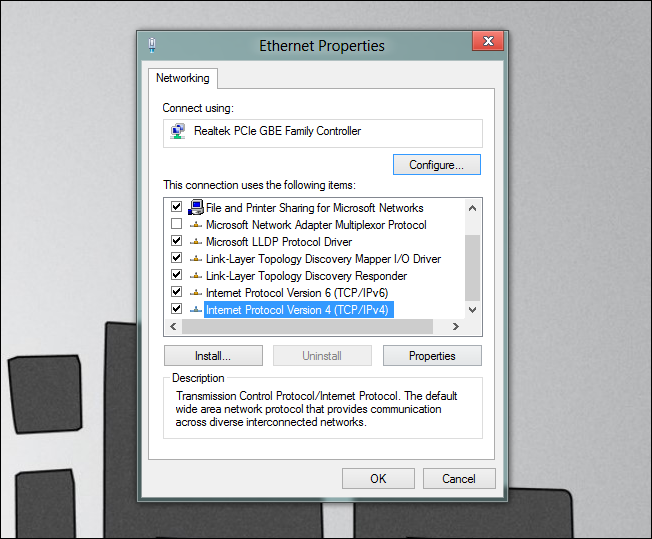 Ethernet Properties
Networking
Connect using:
Realtek PCIe GBE Family Controller
Configure...
This connection uses the following items:
File and Printer Sharing for Microsoft Networks
Microsoft Network Adapter Multiplexor Protocol
Microsoft LLDP Protocol Driver
Link-Layer Topology Discovery Mapper I/O Driver
Link-Layer Topology Discovery Responder
Internet Protocol Version 6 (TCP/IPv6)
Internet Protocol Version 4 (TCP/IPv4)
Install... Uninstall Properties
Description
Transmission Control Protocol/Internet Protocol. The default
wide area network protocol that provides communication
across diverse interconnected networks.
OK Cancel